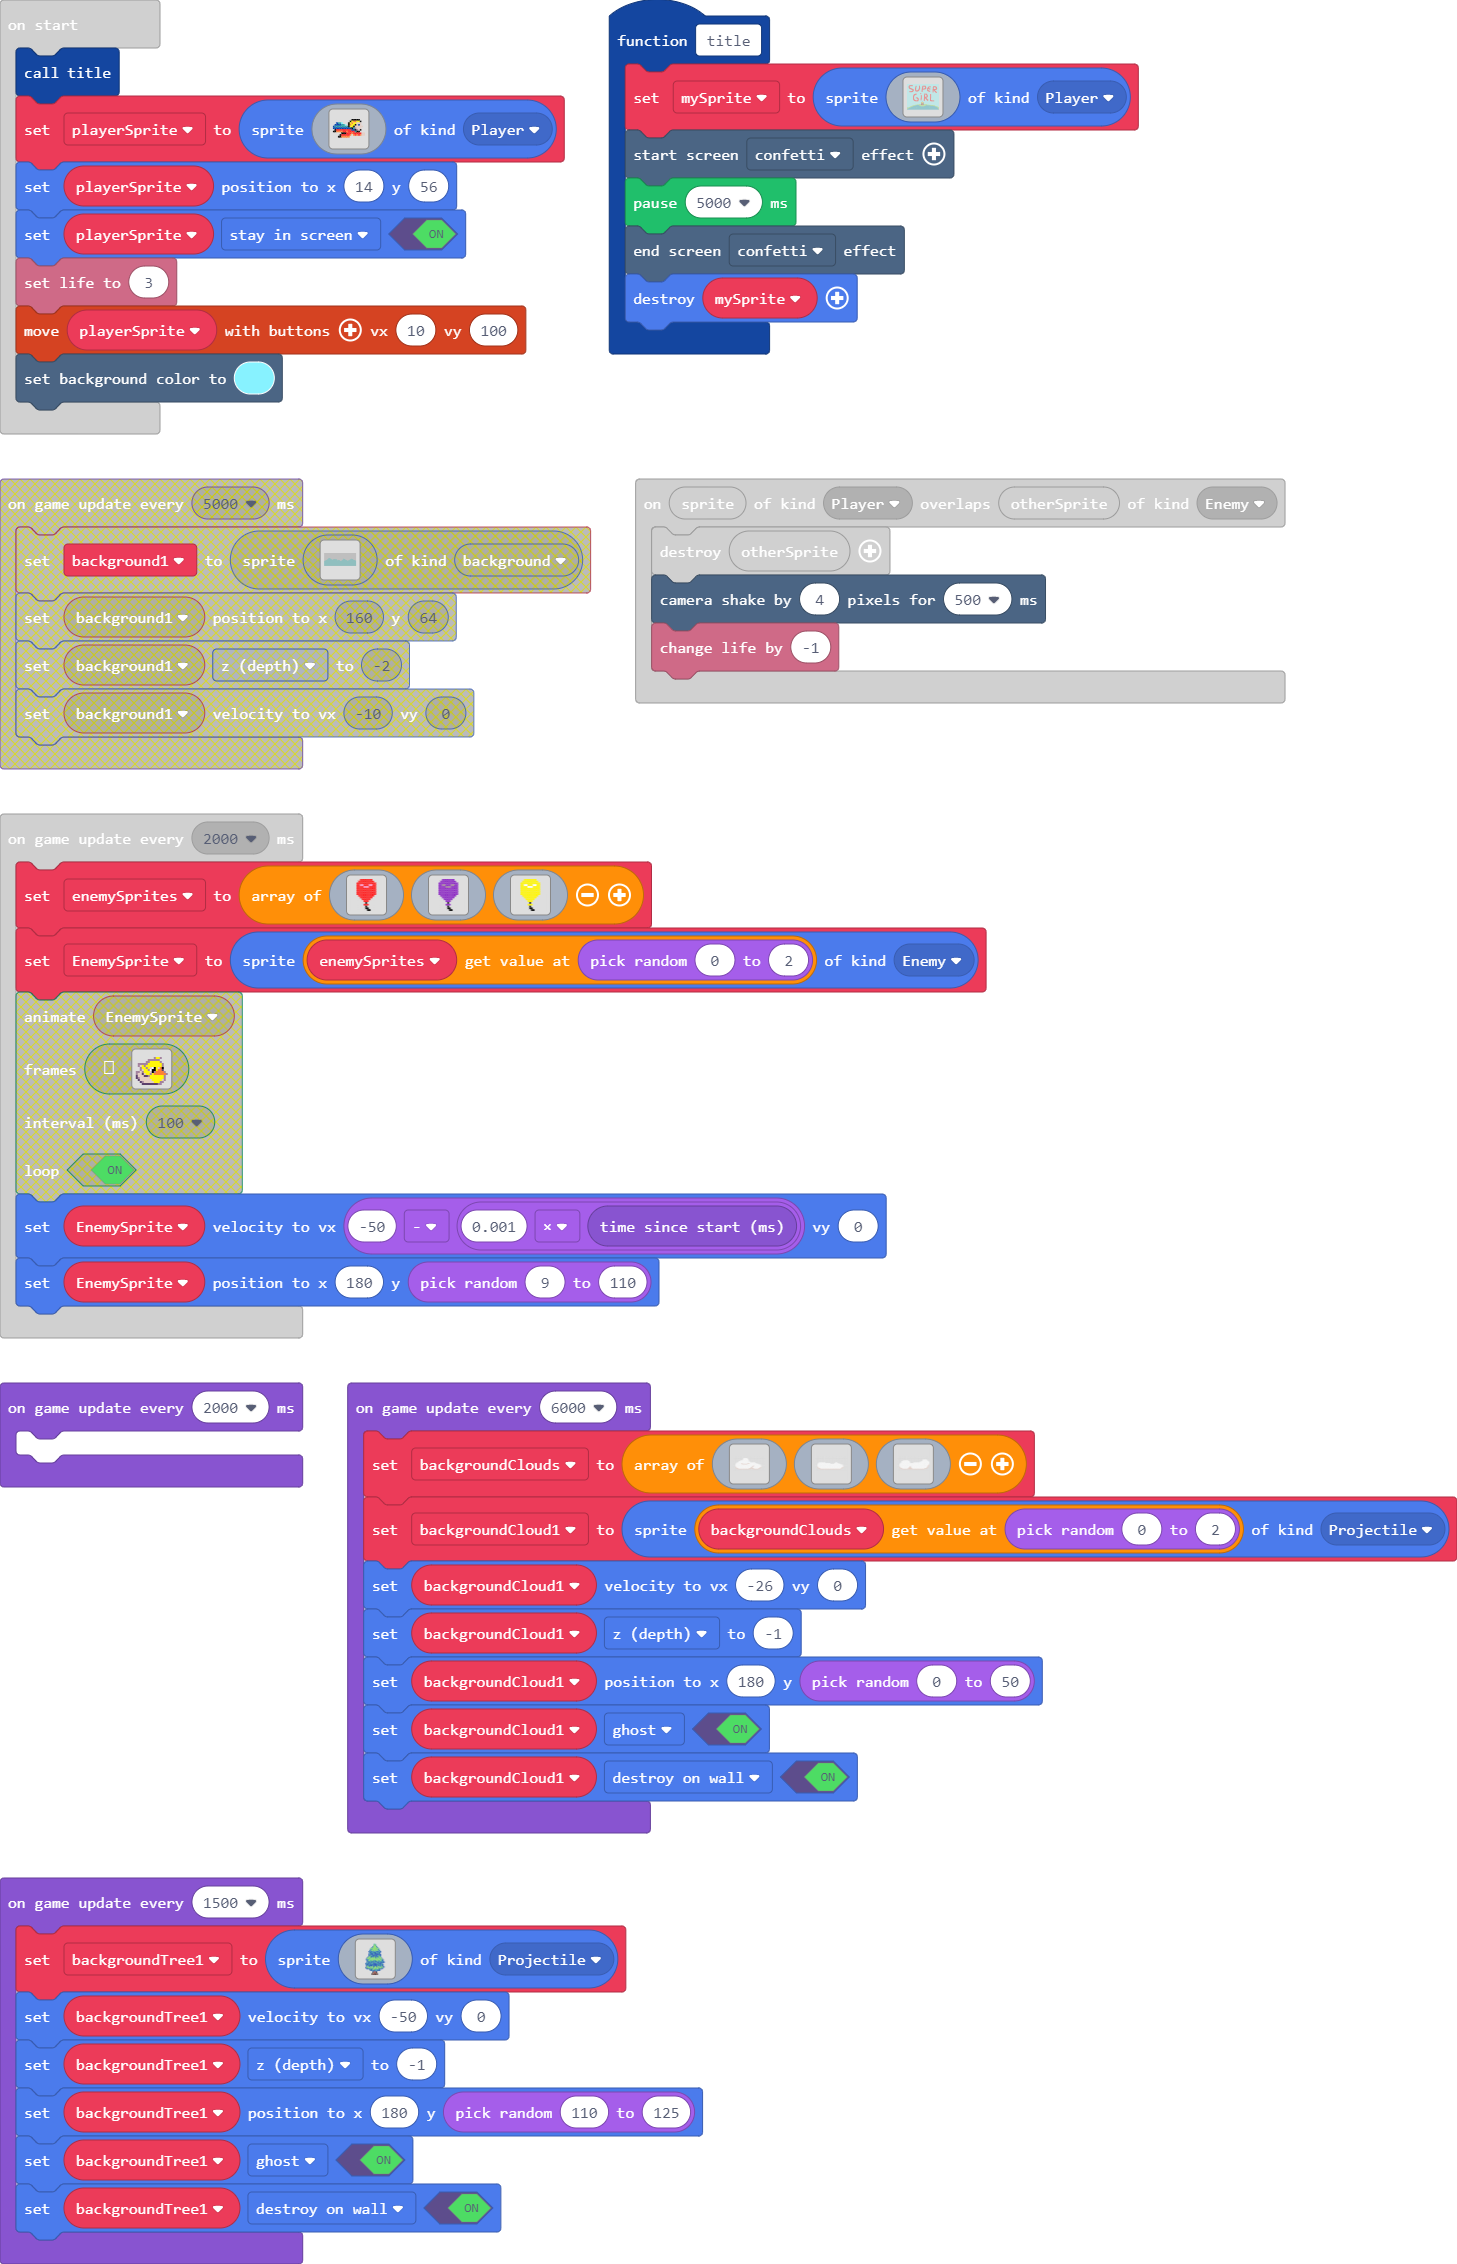 on start
call title
set playerSprite to sprite of kind Player
set playerSprite position to x 14 y 56
set playerSprite stay in screen ON
set life to 3
move playerSprite with buttons vx 10 vy 100
set background color to
function title
set mySprite to sprite SUPER GIRL of kind Player
start screen confetti effect
pause 5000 ms
end screen confetti effect
destroy mySprite
on game update every 5000 ms
set background1 to sprite of kind background
set background1 position to x 160 y 64
set background1 z (depth) to -2
set background1 velocity to vx -10 vy 0
on sprite of kind Player overlaps otherSprite of kind Enemy
destroy otherSprite
camera shake by 4 pixels for 500 ms
change life by -1
on game update every 2000 ms
set enemySprites to array of
set EnemySprite to sprite enemySprites get value at pick random 0 to 2 of kind Enemy
animate EnemySprite
frames
interval (ms) 100
loop ON
set EnemySprite velocity to vx -50 - 0.001 × time since start (ms) vy 0
set EnemySprite position to x 180 y pick random 9 to 110
on game update every 2000 ms
on game update every 6000 ms
set backgroundClouds to array of
set backgroundCloud1 to sprite backgroundClouds get value at pick random 0 to 2 of kind Projectile
set backgroundCloud1 velocity to vx -26 vy 0
set backgroundCloud1 z (depth) to -1
set backgroundCloud1 position to x 180 y pick random 0 to 50
set backgroundCloud1 ghost ON
set backgroundCloud1 destroy on wall ON
on game update every 1500 ms
set backgroundTree1 to sprite of kind Projectile
set backgroundTree1 velocity to vx -50 vy 0
set backgroundTree1 z (depth) to -1
set backgroundTree1 position to x 180 y pick random 110 to 125
set backgroundTree1 ghost ON
set backgroundTree1 destroy on wall ON